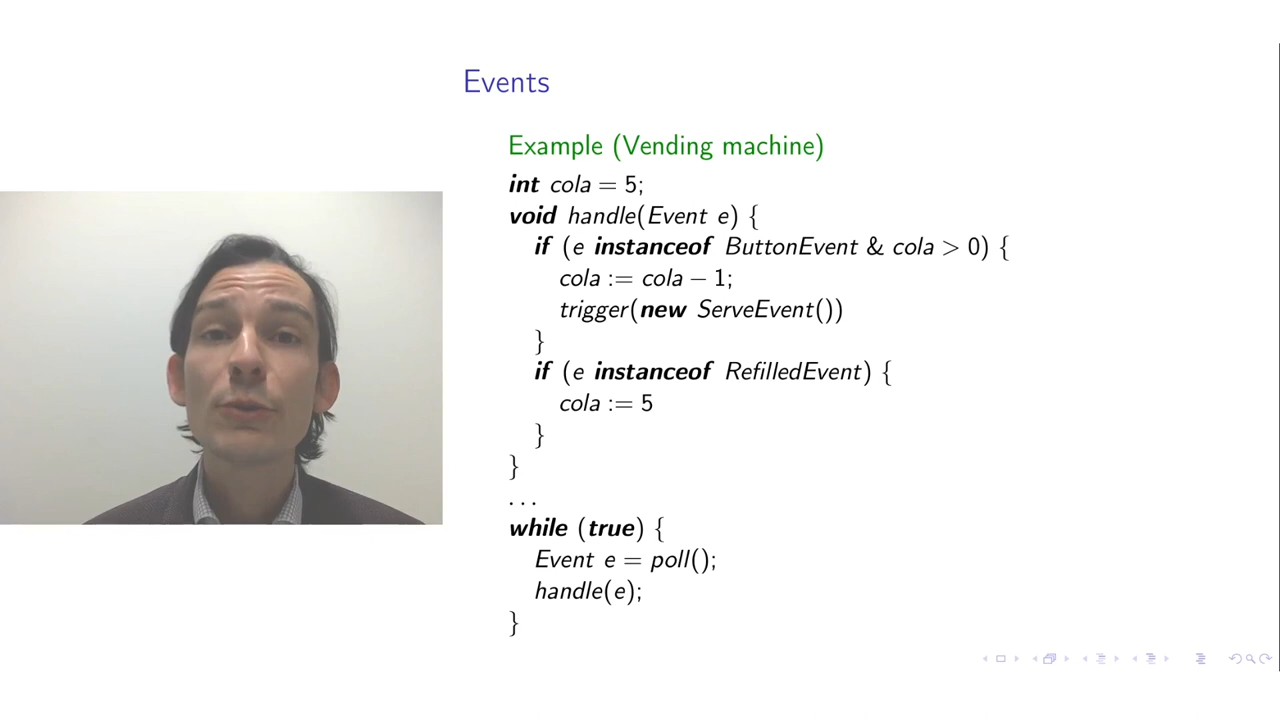 Events
Example (Vending machine)
int cola = 5;
void handle(Event e) {
if (e instanceof ButtonEvent & cola > 0) {
cola := cola − 1;
trigger(new ServeEvent())
}
if (e instanceof RefilledEvent) {
cola := 5
}
}
...
while (true) {
Event e = poll();
handle(e);
}